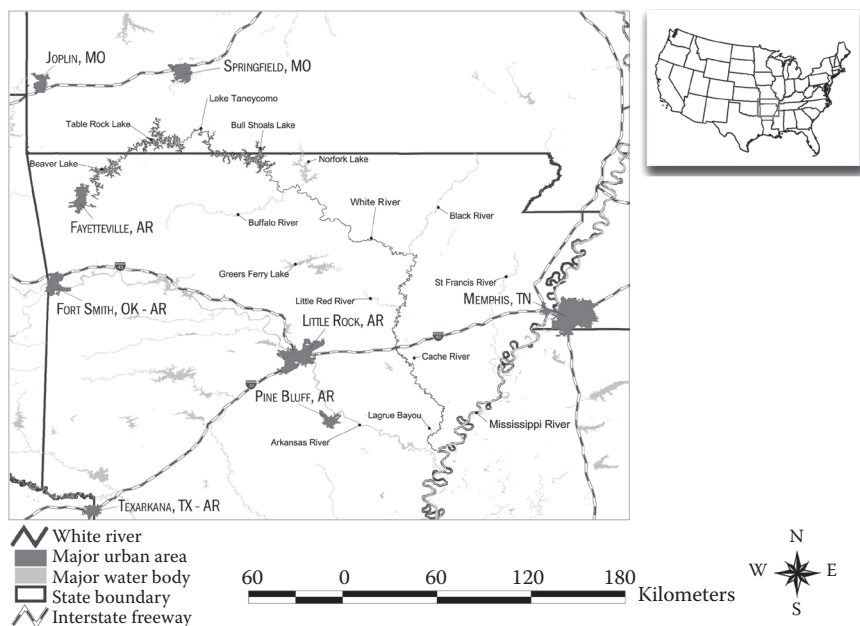 JOPLIN, MO
SPRINGFIELD, MO
Lake Taneycomo
Table Rock Lake
Bull Shoals Lake
Beaver Lake
Norfork Lake
White River
Black River
Buffalo River
FAYETTEVILLE, AR
Greers Ferry Lake
St Francis River
FORT SMITH, OK - AR
Little Red River
MEMPHIS, TN
LITTLE ROCK, AR
Cache River
PINE BLUFF, AR
Lagrue Bayou
Mississippi River
Arkansas River
TEXARKANA, TX - AR
White river
Major urban area
Major water body
State boundary
Interstate freeway
60 0 60 120 180
Kilometers
N
W E
S